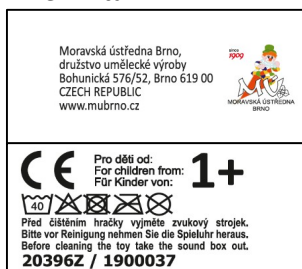 Moravská ústředna Brno,
družstvo umělecké výroby
Bohunická 576/52, Brno 619 00
CZECH REPUBLIC
www.mubrno.cz
since
1909
MORAVSKÁ ÚSTŘEDNA
BRNO
CE
Pro děti od:
For children from:
Für Kinder von:
1+
40
Před čištěním hračky vyjměte zvukový strojek.
Bitte vor Reinigung nehmen Sie die Spieluhr heraus.
Before cleaning the toy take the sound box out.
20396Z / 1900037